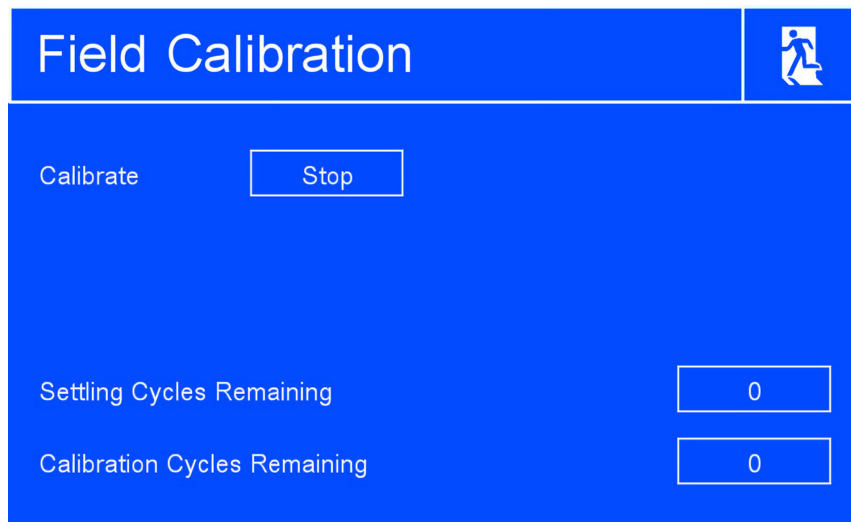 Field Calibration
Calibrate Stop
Settling Cycles Remaining 0
Calibration Cycles Remaining 0